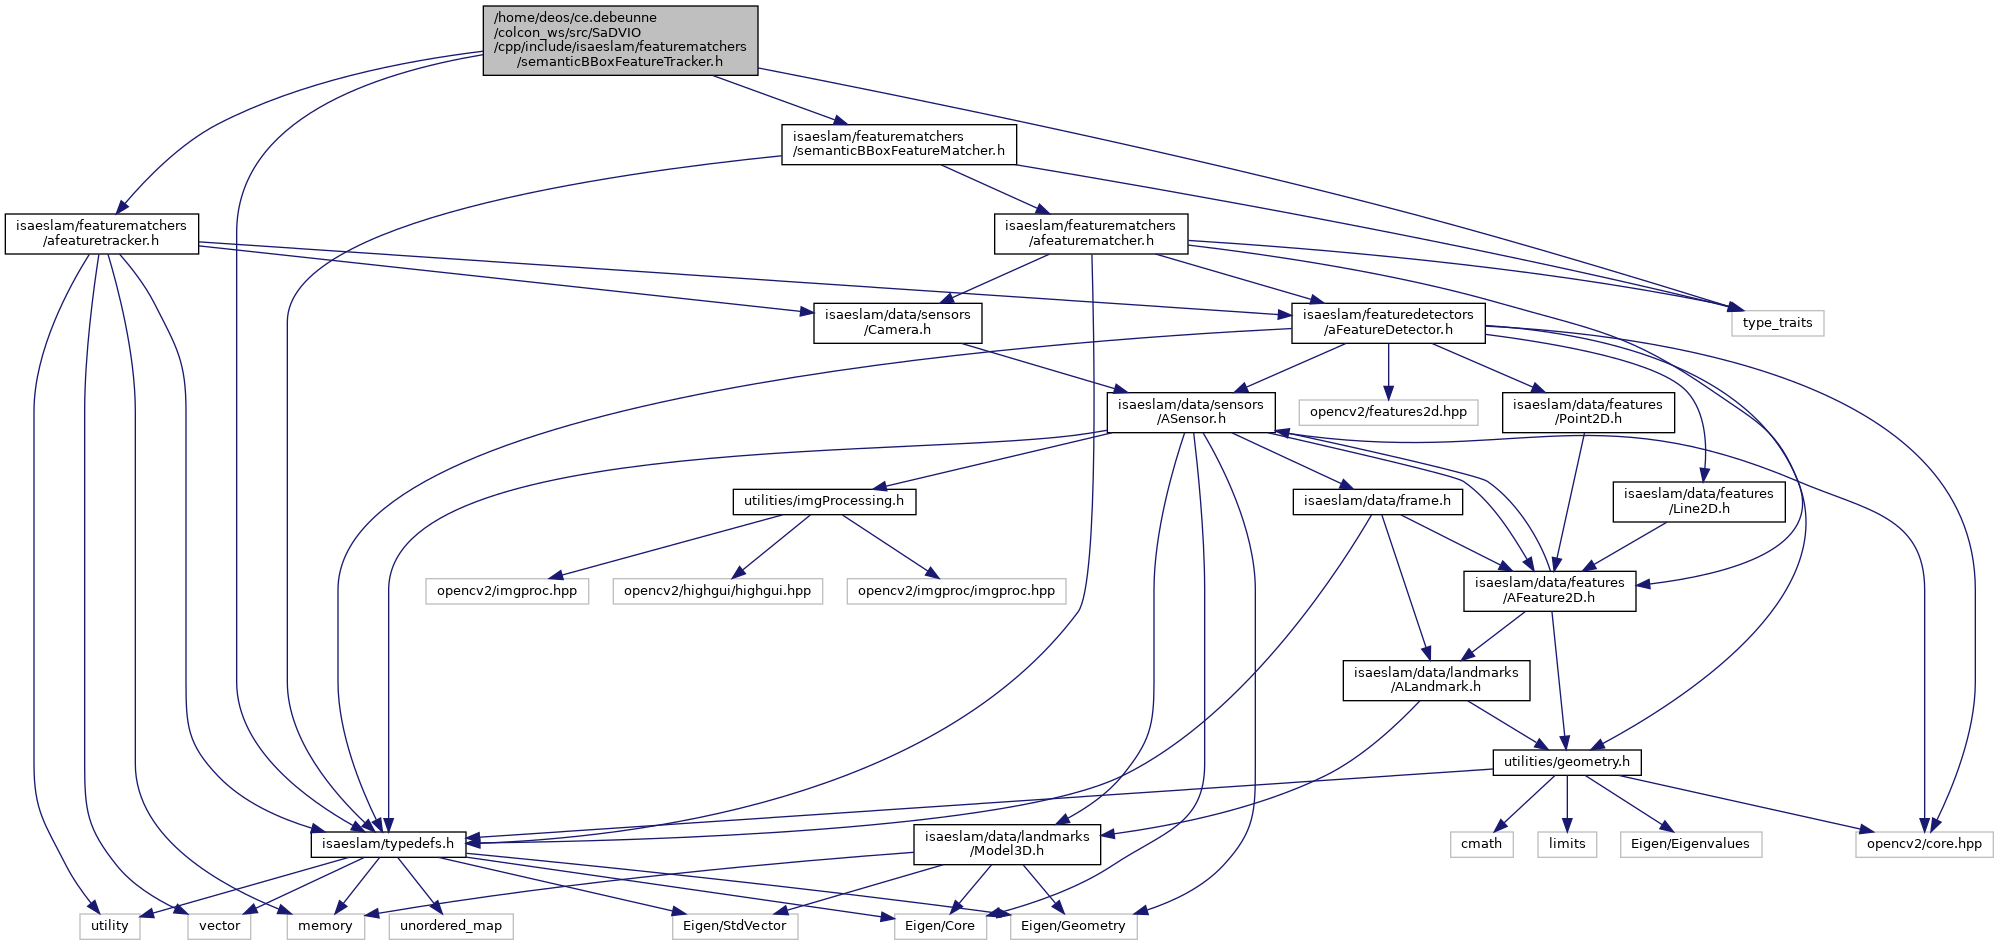 /home/deos/ce.debeunne
/colcon_ws/src/SaDVIO
/cpp/include/isaeslam/featurematchers
/semanticBBoxFeatureTracker.h
isaeslam/featurematchers
/semanticBBoxFeatureMatcher.h
isaeslam/featurematchers
/afeaturetracker.h
isaeslam/featurematchers
/afeaturematcher.h
isaeslam/data/sensors
/Camera.h
isaeslam/featuredetectors
/aFeatureDetector.h
type_traits
isaeslam/data/sensors
/ASensor.h
opencv2/features2d.hpp
isaeslam/data/features
/Point2D.h
utilities/imgProcessing.h
isaeslam/data/frame.h
isaeslam/data/features
/Line2D.h
opencv2/imgproc.hpp
opencv2/highgui/highgui.hpp
opencv2/imgproc/imgproc.hpp
isaeslam/data/features
/AFeature2D.h
isaeslam/data/landmarks
/ALandmark.h
utilities/geometry.h
isaeslam/typedefs.h
isaeslam/data/landmarks
/Model3D.h
cmath
limits
Eigen/Eigenvalues
opencv2/core.hpp
utility
vector
memory
unordered_map
Eigen/StdVector
Eigen/Core
Eigen/Geometry